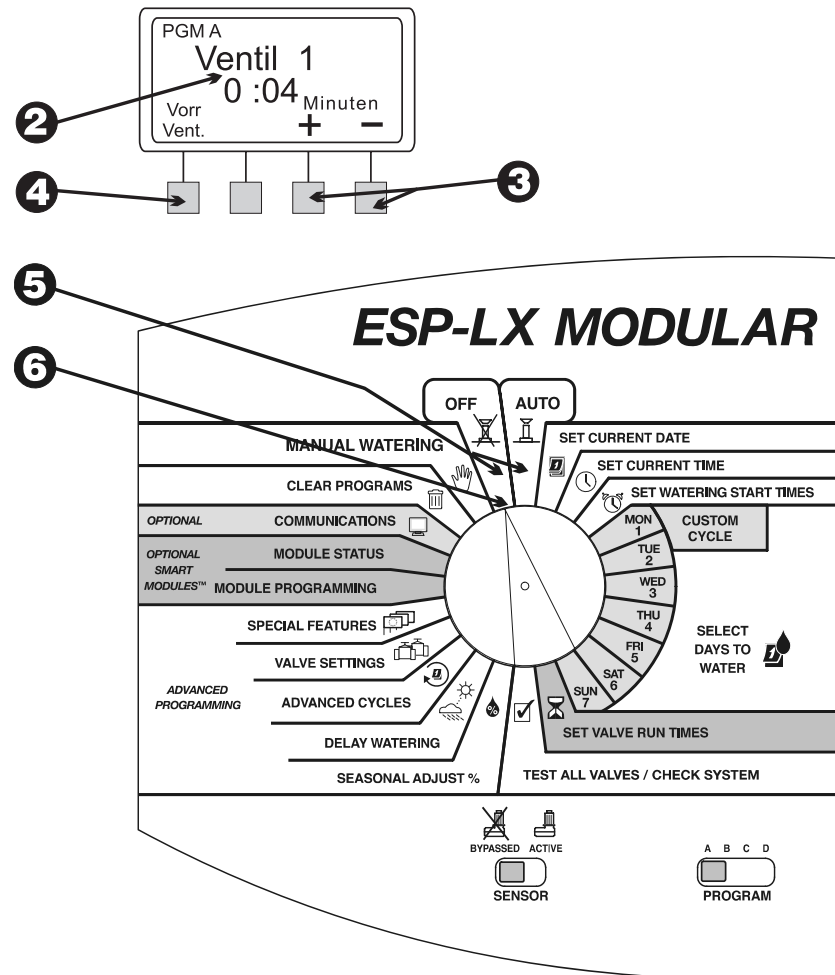 PGM A
Ventil 1
0 :04 Minuten
Vorr
Vent.
+ −
2
4
3
5
6
ESP-LX MODULAR
OFF
AUTO
MANUAL WATERING
CLEAR PROGRAMS
OPTIONAL
COMMUNICATIONS
OPTIONAL
SMART
MODULES™
MODULE STATUS
MODULE PROGRAMMING
SPECIAL FEATURES
VALVE SETTINGS
ADVANCED
PROGRAMMING
ADVANCED CYCLES
DELAY WATERING
SEASONAL ADJUST %
SET CURRENT DATE
1
SET CURRENT TIME
SET WATERING START TIMES
MON
1
CUSTOM
CYCLE
TUE
2
WED
3
THU
4
FRI
5
SAT
6
SUN
7
SELECT
DAYS TO
WATER
1
1
%
SET VALVE RUN TIMES
TEST ALL VALVES / CHECK SYSTEM
BYPASSED ACTIVE
SENSOR
A B C D
PROGRAM